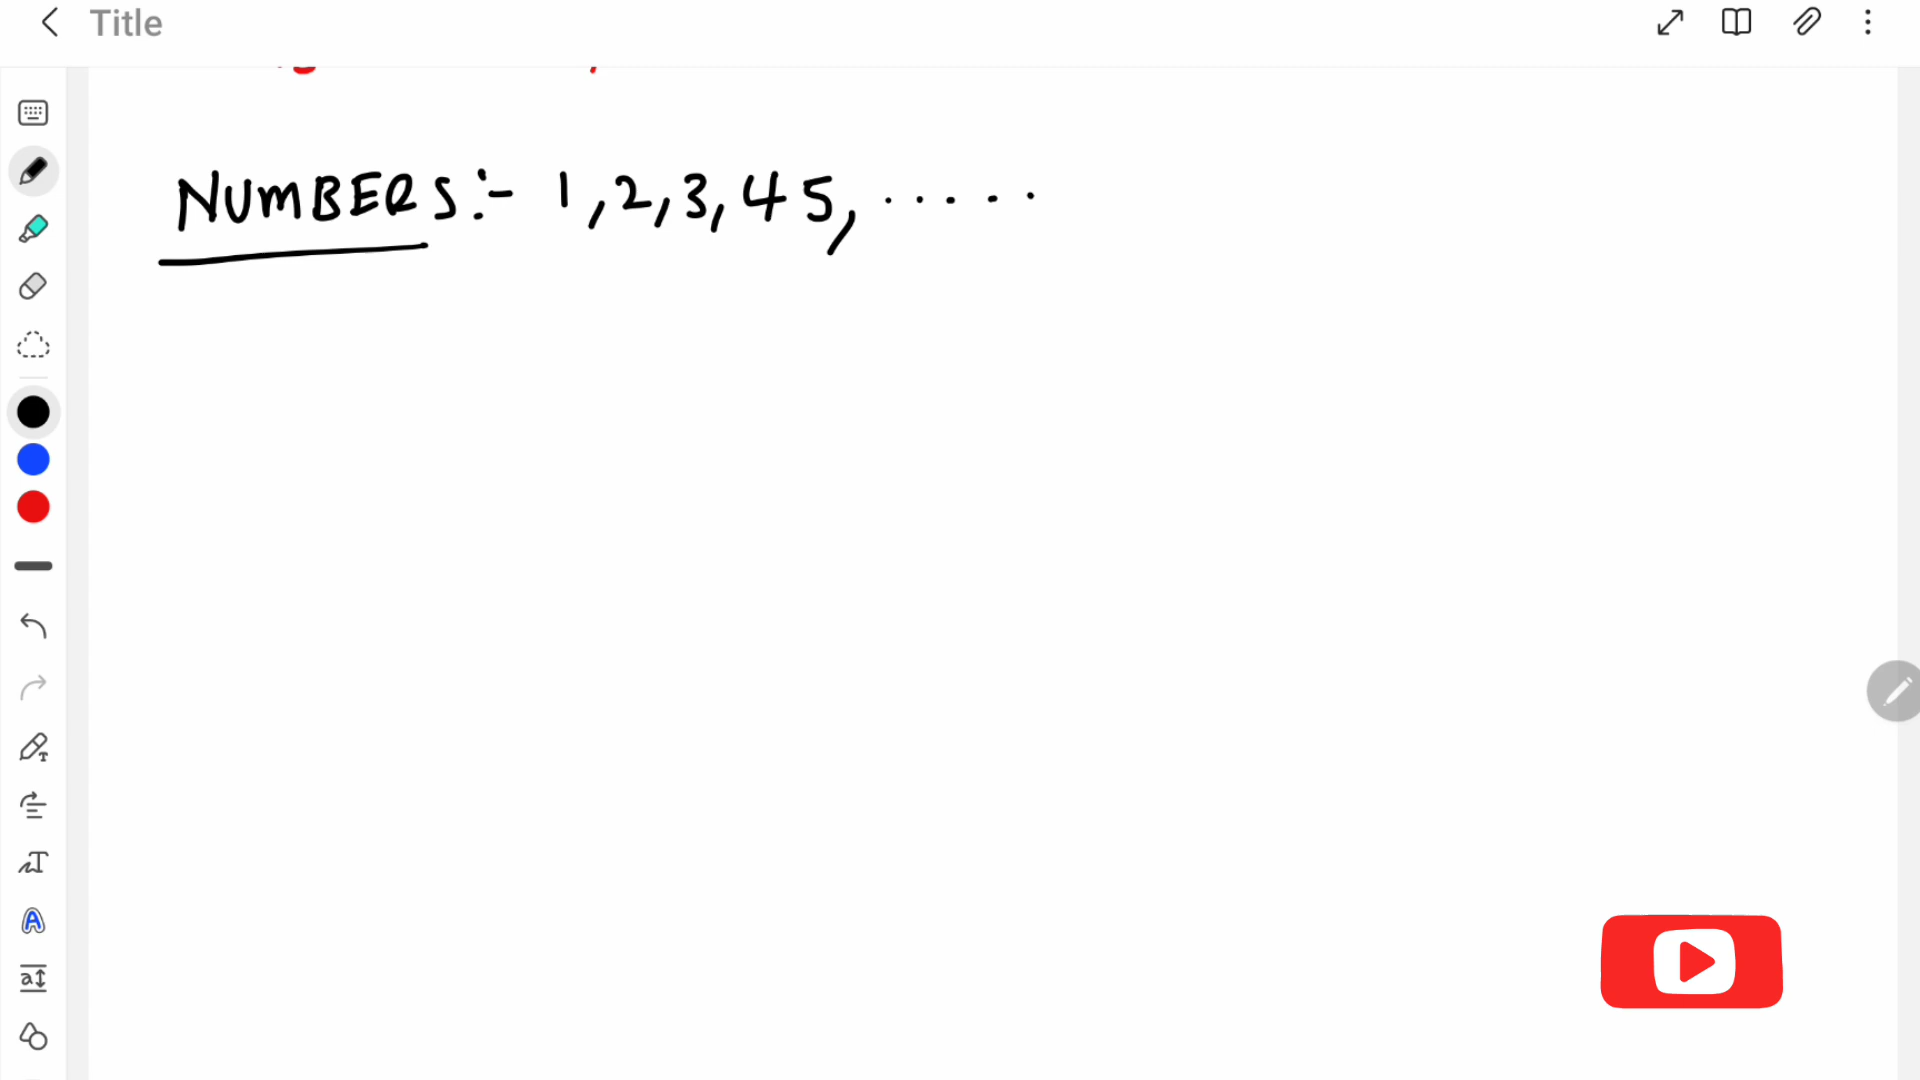 Title
NUMBERS:- 1,2,3,4 5, .....